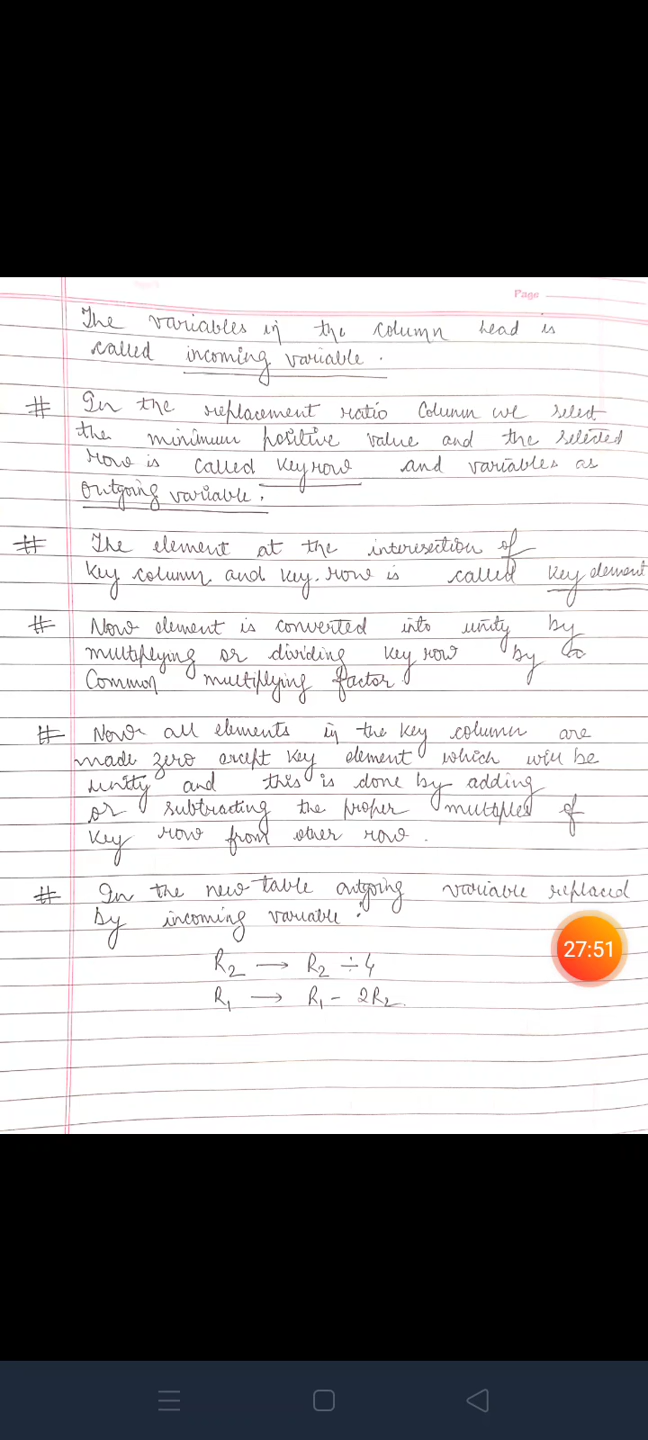 Page
The variables in the column head is
called incoming variable.
# In the replacement ratio Column we select
the minimum positive value and the selected
row is called Key row and variables as
Outgoing variable.
# The element at the intersection of
Key column and key row is called key element
# Now element is converted into unity by
multiplying or dividing key row by a
Common multiplying factor
# Now all elements in the key column are
made zero except key element which will be
unity and this is done by adding
or subtracting the proper multiples of
Key row from other row.
# In the new table outgoing variable replaced
by incoming variable.
27:51
R₂ → R₂ ÷ 4
R₁ → R₁ - 2R₂.